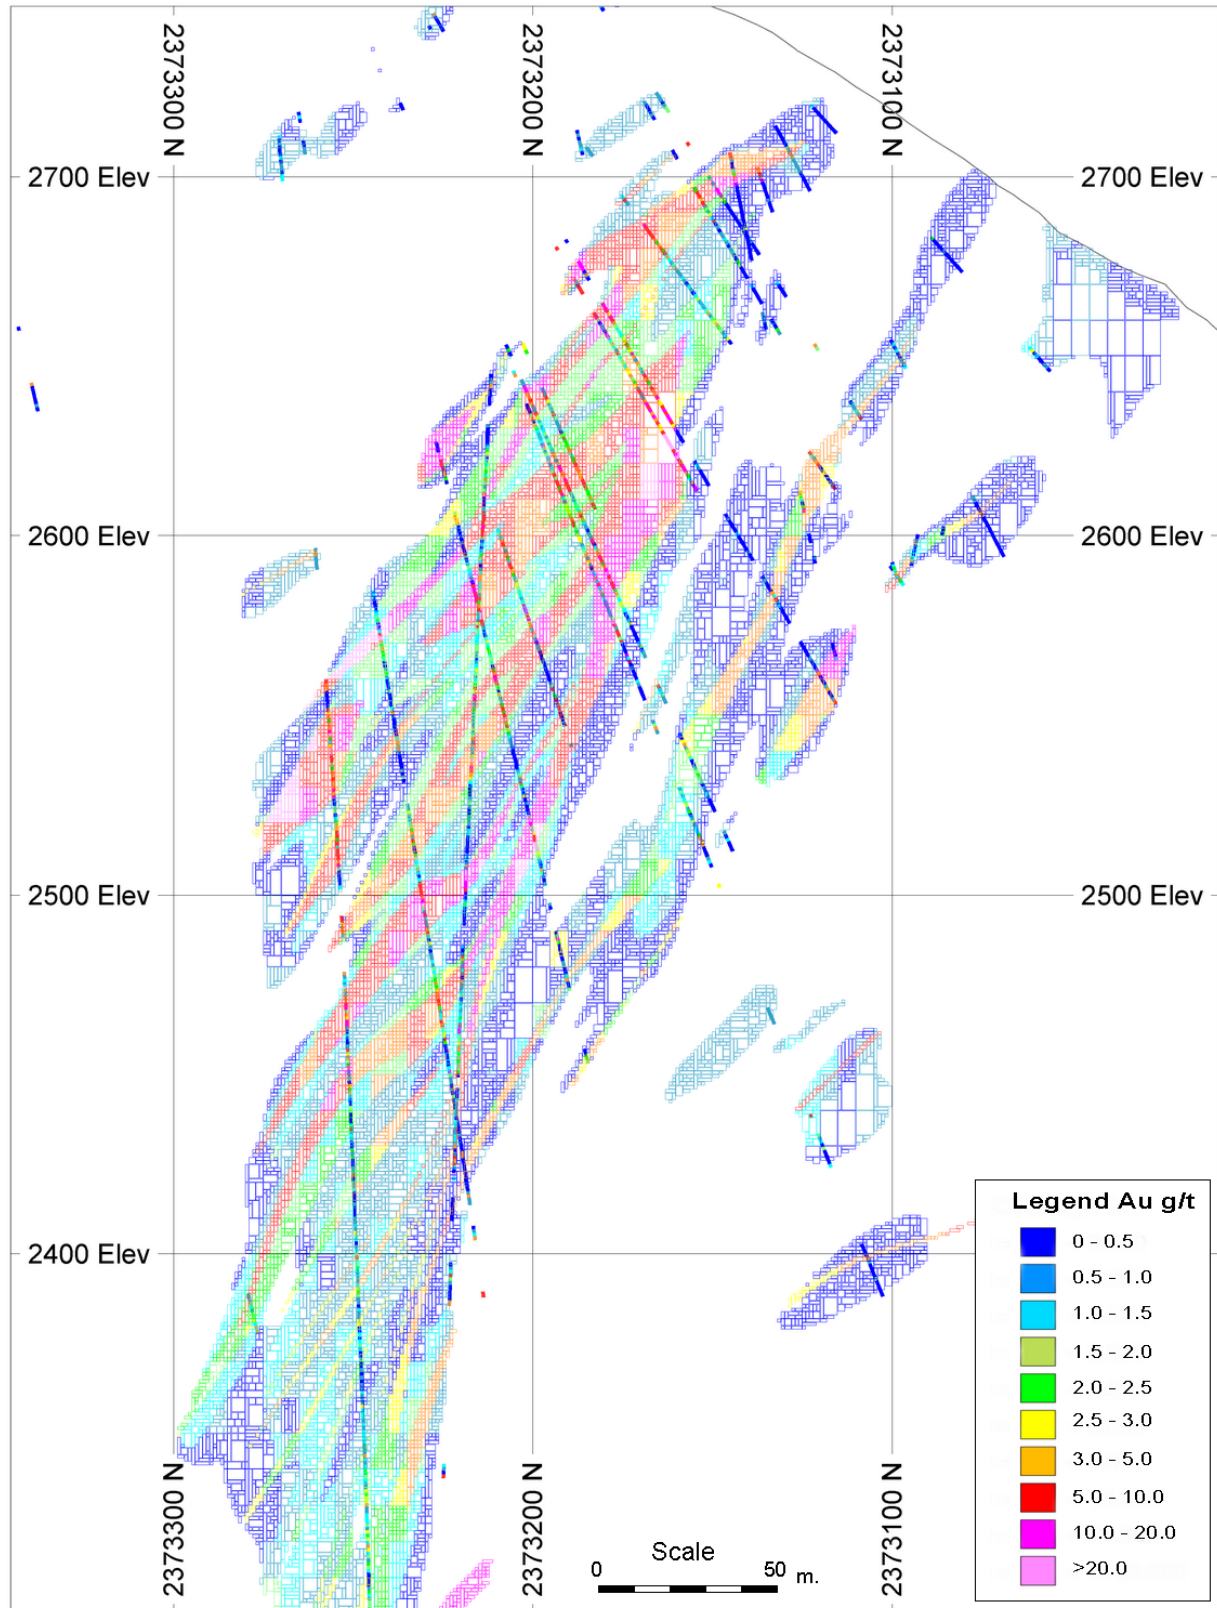 2373300 N
2373200 N
2373100 N
2700 Elev
2700 Elev
2600 Elev
2600 Elev
2500 Elev
2500 Elev
2400 Elev
2373300 N
2373200 N
2373100 N
Scale
0
50
m.
Legend Au g/t
0 - 0.5
0.5 - 1.0
1.0 - 1.5
1.5 - 2.0
2.0 - 2.5
2.5 - 3.0
3.0 - 5.0
5.0 - 10.0
10.0 - 20.0
>20.0